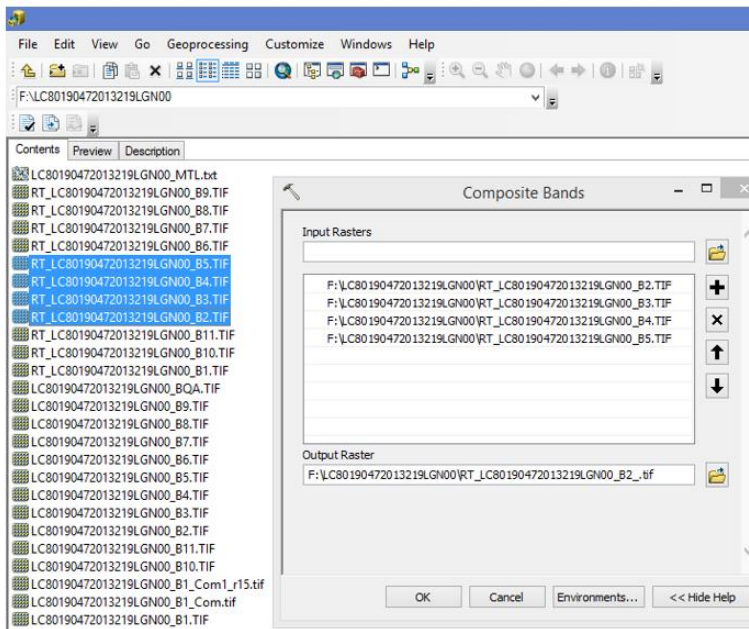 File Edit View Go Geoprocessing Customize Windows Help
F:\LC80190472013219LGN00
Contents Preview Description
LC80190472013219LGN00_MTL.txt
RT_LC80190472013219LGN00_B9.TIF
RT_LC80190472013219LGN00_B8.TIF
RT_LC80190472013219LGN00_B7.TIF
RT_LC80190472013219LGN00_B6.TIF
RT_LC80190472013219LGN00_B5.TIF
RT_LC80190472013219LGN00_B4.TIF
RT_LC80190472013219LGN00_B3.TIF
RT_LC80190472013219LGN00_B2.TIF
RT_LC80190472013219LGN00_B11.TIF
RT_LC80190472013219LGN00_B10.TIF
RT_LC80190472013219LGN00_B1.TIF
LC80190472013219LGN00_BQA.TIF
LC80190472013219LGN00_B9.TIF
LC80190472013219LGN00_B8.TIF
LC80190472013219LGN00_B7.TIF
LC80190472013219LGN00_B6.TIF
LC80190472013219LGN00_B5.TIF
LC80190472013219LGN00_B4.TIF
LC80190472013219LGN00_B3.TIF
LC80190472013219LGN00_B2.TIF
LC80190472013219LGN00_B11.TIF
LC80190472013219LGN00_B10.TIF
LC80190472013219LGN00_B1_Com1_r15.tif
LC80190472013219LGN00_B1_Com.tif
LC80190472013219LGN00_B1.TIF
Composite Bands
Input Rasters
F:\LC80190472013219LGN00\RT_LC80190472013219LGN00_B2.TIF
F:\LC80190472013219LGN00\RT_LC80190472013219LGN00_B3.TIF
F:\LC80190472013219LGN00\RT_LC80190472013219LGN00_B4.TIF
F:\LC80190472013219LGN00\RT_LC80190472013219LGN00_B5.TIF
Output Raster
F:\LC80190472013219LGN00\RT_LC80190472013219LGN00_B2_.tif
OK Cancel Environments... << Hide Help